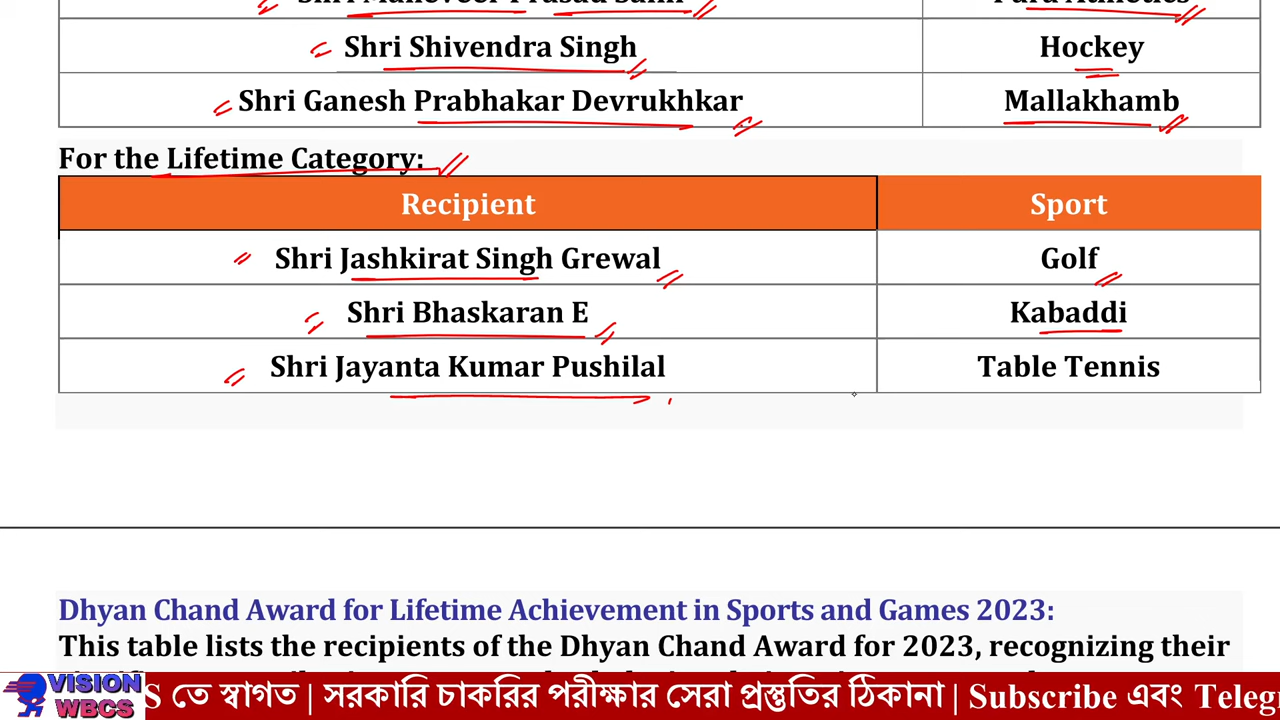 Shri Shivendra Singh Hockey
Shri Ganesh Prabhakar Devrukhkar Mallakhamb
For the Lifetime Category:
Recipient Sport
Shri Jashkirat Singh Grewal Golf
Shri Bhaskaran E Kabaddi
Shri Jayanta Kumar Pushilal Table Tennis
Dhyan Chand Award for Lifetime Achievement in Sports and Games 2023:
This table lists the recipients of the Dhyan Chand Award for 2023, recognizing their
VISION
WBCS
S তে স্বাগত | সরকারি চাকরির পরীক্ষার সেরা প্রস্তুতির ঠিকানা | Subscribe এবং Teleg